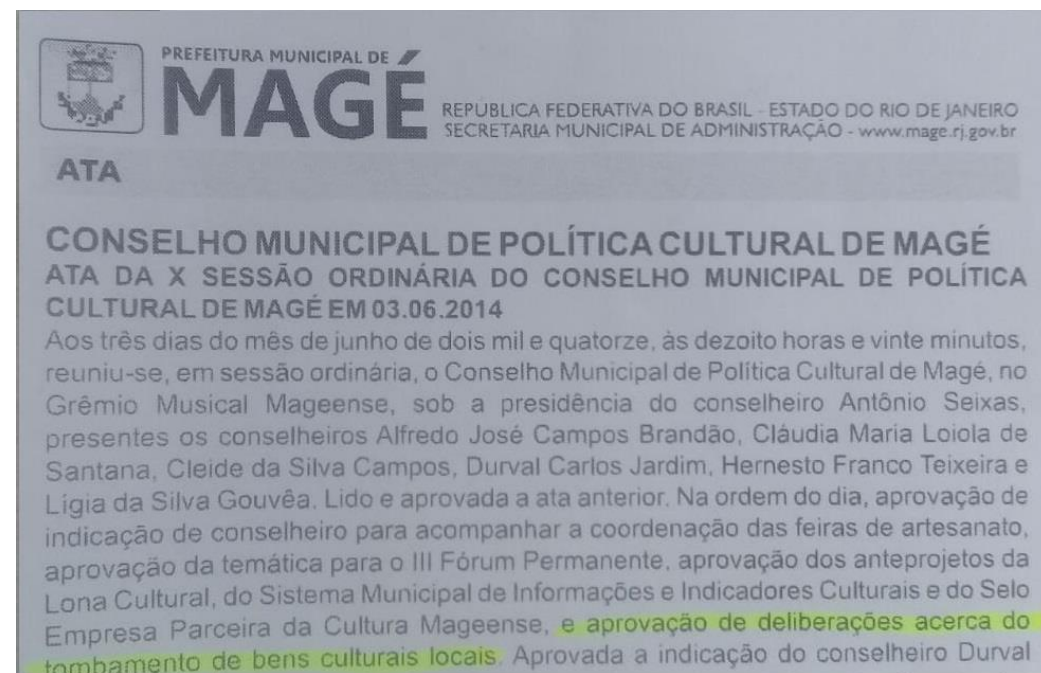 PREFEITURA MUNICIPAL DE
MAGÉ
REPÚBLICA FEDERATIVA DO BRASIL - ESTADO DO RIO DE JANEIRO
SECRETARIA MUNICIPAL DE ADMINISTRAÇÃO - www.mage.rj.gov.br
ATA
CONSELHO MUNICIPAL DE POLÍTICA CULTURAL DE MAGÉ
ATA DA X SESSÃO ORDINÁRIA DO CONSELHO MUNICIPAL DE POLÍTICA
CULTURAL DE MAGÉ EM 03.06.2014
Aos três dias do mês de junho de dois mil e quatorze, às dezoito horas e vinte minutos,
reuniu-se, em sessão ordinária, o Conselho Municipal de Política Cultural de Magé, no
Grêmio Musical Mageense, sob a presidência do conselheiro Antônio Seixas,
presentes os conselheiros Alfredo José Campos Brandão, Cláudia Maria Loiola de
Santana, Cleide da Silva Campos, Durval Carlos Jardim, Hernesto Franco Teixeira e
Lígia da Silva Gouvêa. Lido e aprovada a ata anterior. Na ordem do dia, aprovação de
indicação de conselheiro para acompanhar a coordenação das feiras de artesanato,
aprovação da temática para o III Fórum Permanente, aprovação dos anteprojetos da
Lona Cultural, do Sistema Municipal de Informações e Indicadores Culturais e do Selo
Empresa Parceira da Cultura Mageense, e aprovação de deliberações acerca do
tombamento de bens culturais locais. Aprovada a indicação do conselheiro Durval